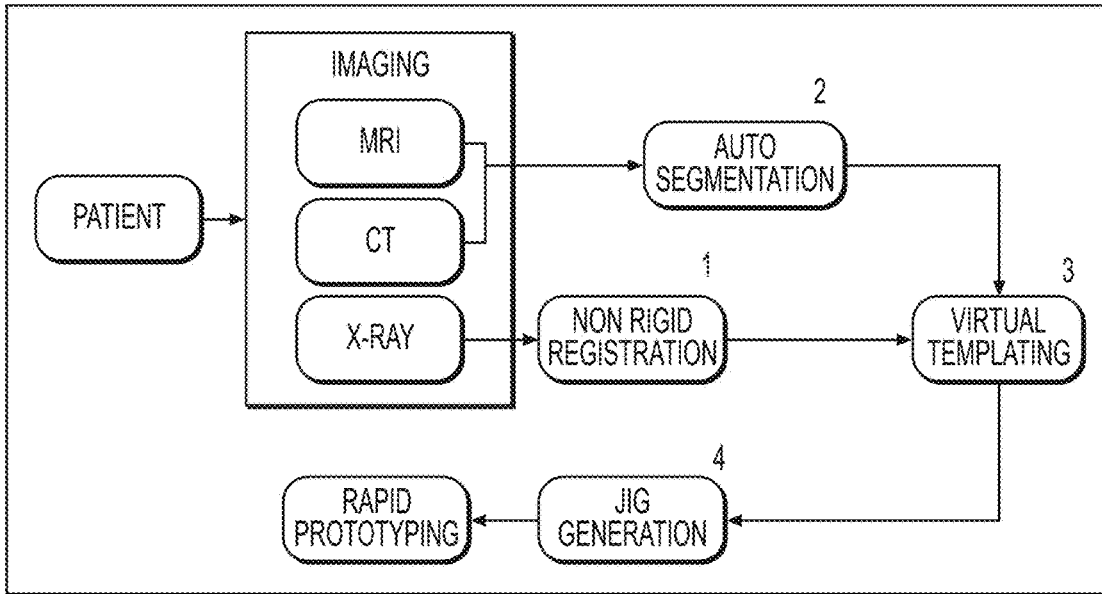 IMAGING
MRI
2
AUTO
SEGMENTATION
PATIENT
CT
1
3
X-RAY
NON RIGID
REGISTRATION
VIRTUAL
TEMPLATING
4
RAPID
PROTOTYPING
JIG
GENERATION